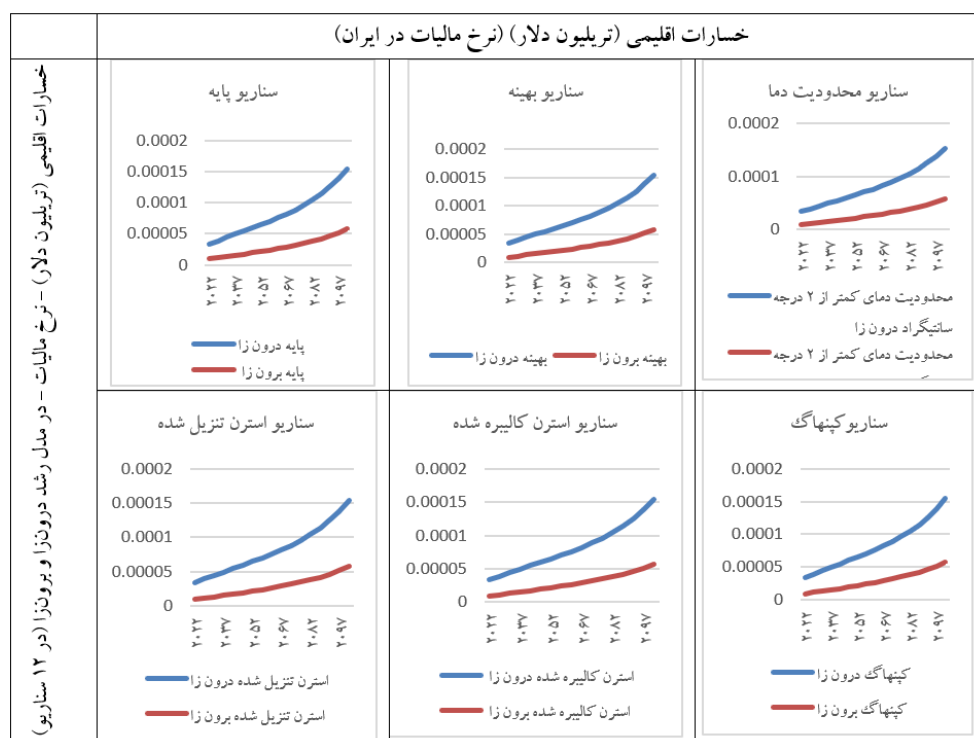 خسارات اقلیمی (تریلیون دلار) (نرخ مالیات در ایران)
خسارات اقلیمی (تریلیون دلار) - نرخ مالیات - در مدل رشد درون‌زا و برون‌زا (در ۱۲ سناریو)
سناریو محدودیت دما
0.0002
0.0001
0
۲۰۲۲ ۲۰۳۷ ۲۰۵۲ ۲۰۶۷ ۲۰۸۲ ۲۰۹۷
محدودیت دمای کمتر از ۲ درجه
سانتیگراد درون زا
محدودیت دمای کمتر از ۲ درجه
سناریو بهینه
0.0002
0.00015
0.0001
0.00005
0
۲۰۲۲ ۲۰۳۷ ۲۰۵۲ ۲۰۶۷ ۲۰۸۲ ۲۰۹۷
بهینه درون زا
بهینه برون زا
سناریو پایه
0.0002
0.00015
0.0001
0.00005
0
۲۰۲۲ ۲۰۳۷ ۲۰۵۲ ۲۰۶۷ ۲۰۸۲ ۲۰۹۷
پایه درون زا
پایه برون زا
سناریو کپنهاگ
0.0002
0.00015
0.0001
0.00005
0
۲۰۲۲ ۲۰۳۷ ۲۰۵۲ ۲۰۶۷ ۲۰۸۲ ۲۰۹۷
کپنهاگ درون زا
کپنهاگ برون زا
سناریو استرن کالیبره شده
0.0002
0.00015
0.0001
0.00005
0
۲۰۲۲ ۲۰۳۷ ۲۰۵۲ ۲۰۶۷ ۲۰۸۲ ۲۰۹۷
استرن کالیبره شده درون زا
استرن کالیبره شده برون زا
سناریو استرن تنزیل شده
0.0002
0.00015
0.0001
0.00005
0
۲۰۲۲ ۲۰۳۷ ۲۰۵۲ ۲۰۶۷ ۲۰۸۲ ۲۰۹۷
استرن تنزیل شده درون زا
استرن تنزیل شده برون زا